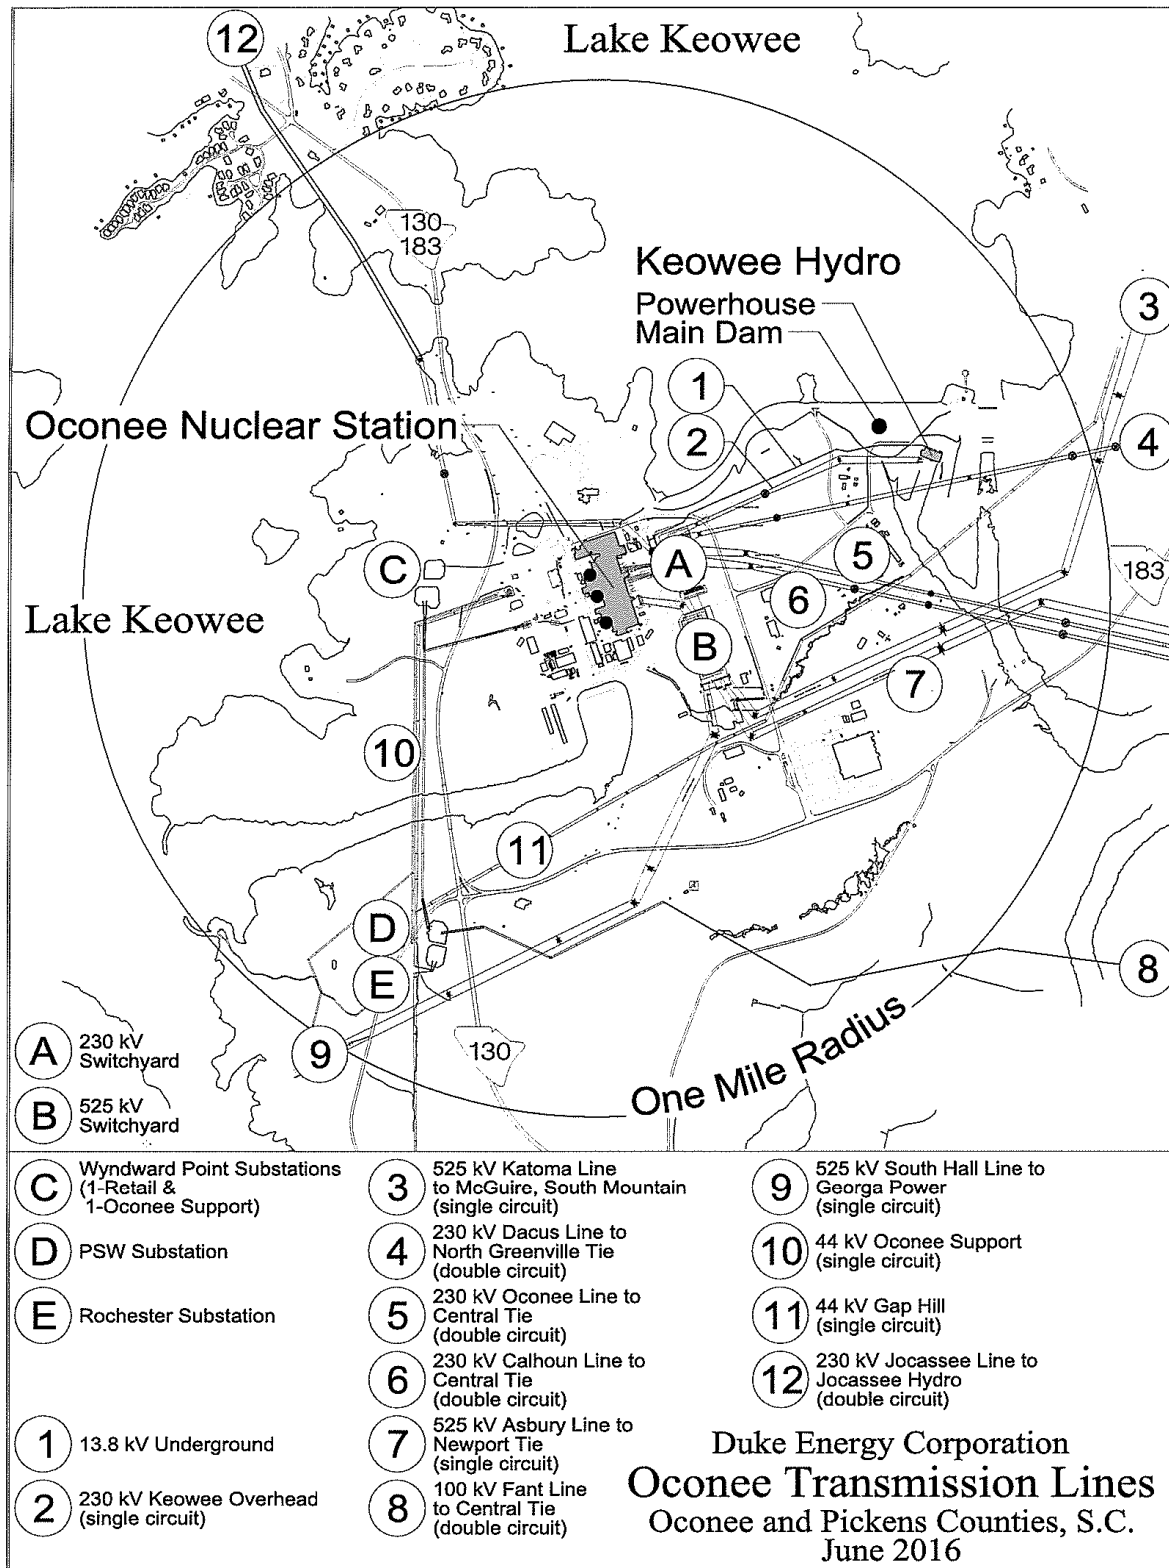 12
Lake Keowee
130
183
Keowee Hydro
Powerhouse
Main Dam
3
1
Oconee Nuclear Station
2
4
C
A
5
183
6
Lake Keowee
B
7
10
11
D
E
8
9
130
One Mile Radius
A 230 kV
Switchyard
B 525 kV
Switchyard
C Wyndward Point Substations
(1-Retail &
1-Oconee Support)
D PSW Substation
E Rochester Substation
1 13.8 kV Underground
2 230 kV Keowee Overhead
(single circuit)
3 525 kV Katoma Line
to McGuire, South Mountain
(single circuit)
4 230 kV Dacus Line to
North Greenville Tie
(double circuit)
5 230 kV Oconee Line to
Central Tie
(double circuit)
6 230 kV Calhoun Line to
Central Tie
(double circuit)
7 525 kV Asbury Line to
Newport Tie
(single circuit)
8 100 kV Fant Line
to Central Tie
(double circuit)
9 525 kV South Hall Line to
Georga Power
(single circuit)
10 44 kV Oconee Support
(single circuit)
11 44 kV Gap Hill
(single circuit)
12 230 kV Jocassee Line to
Jocassee Hydro
(double circuit)
Duke Energy Corporation
Oconee Transmission Lines
Oconee and Pickens Counties, S.C.
June 2016